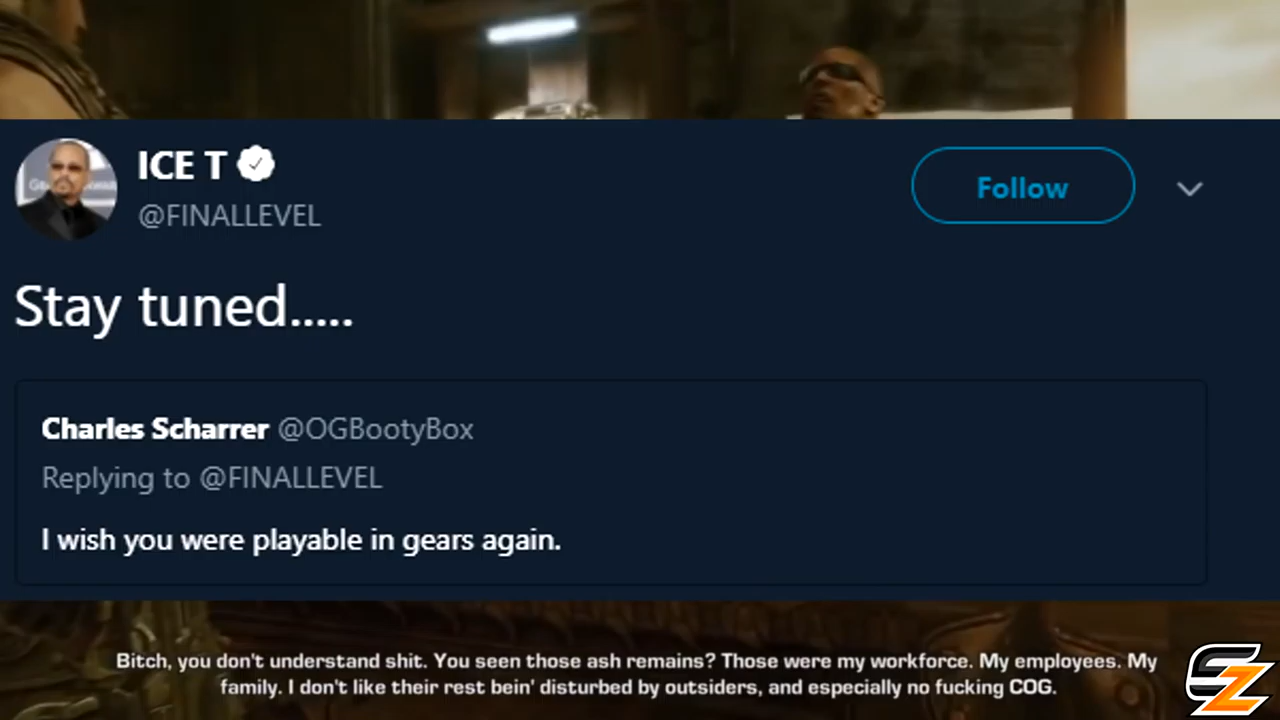 ICE T
@FINALLEVEL
Follow
Stay tuned.....
Charles Scharrer @OGBootyBox
Replying to @FINALLEVEL
I wish you were playable in gears again.
Bitch, you don't understand shit. You seen those ash remains? Those were my workforce. My employees. My
family. I don't like their rest bein' disturbed by outsiders, and especially no fucking COG.
SZ